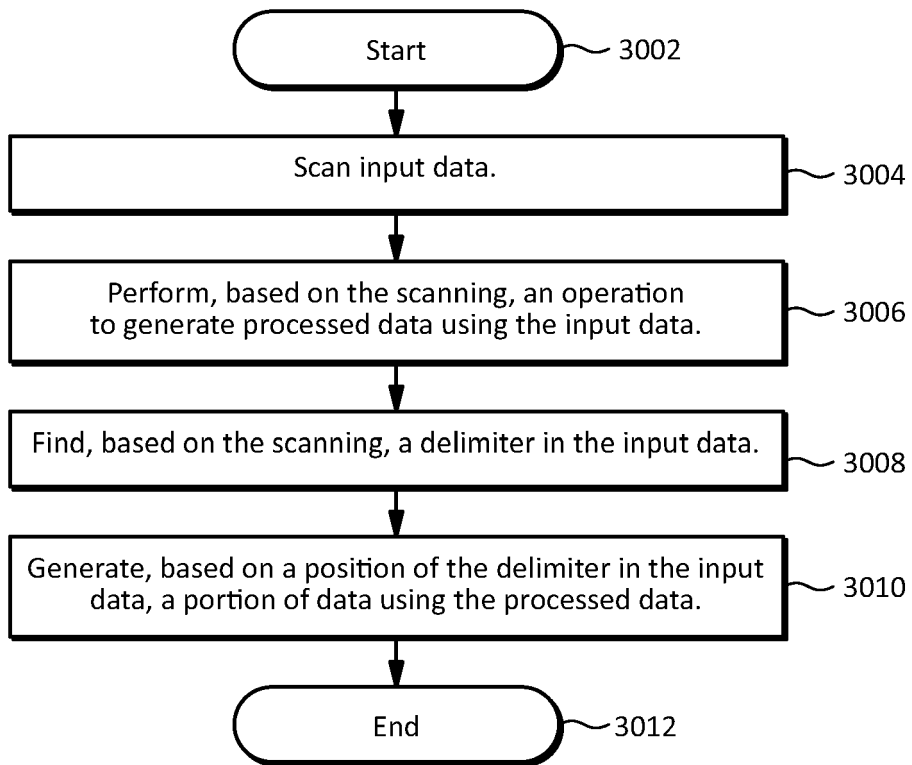 Start
3002
Scan input data.
3004
Perform, based on the scanning, an operation
to generate processed data using the input data.
3006
Find, based on the scanning, a delimiter in the input data.
3008
Generate, based on a position of the delimiter in the input
data, a portion of data using the processed data.
3010
End
3012